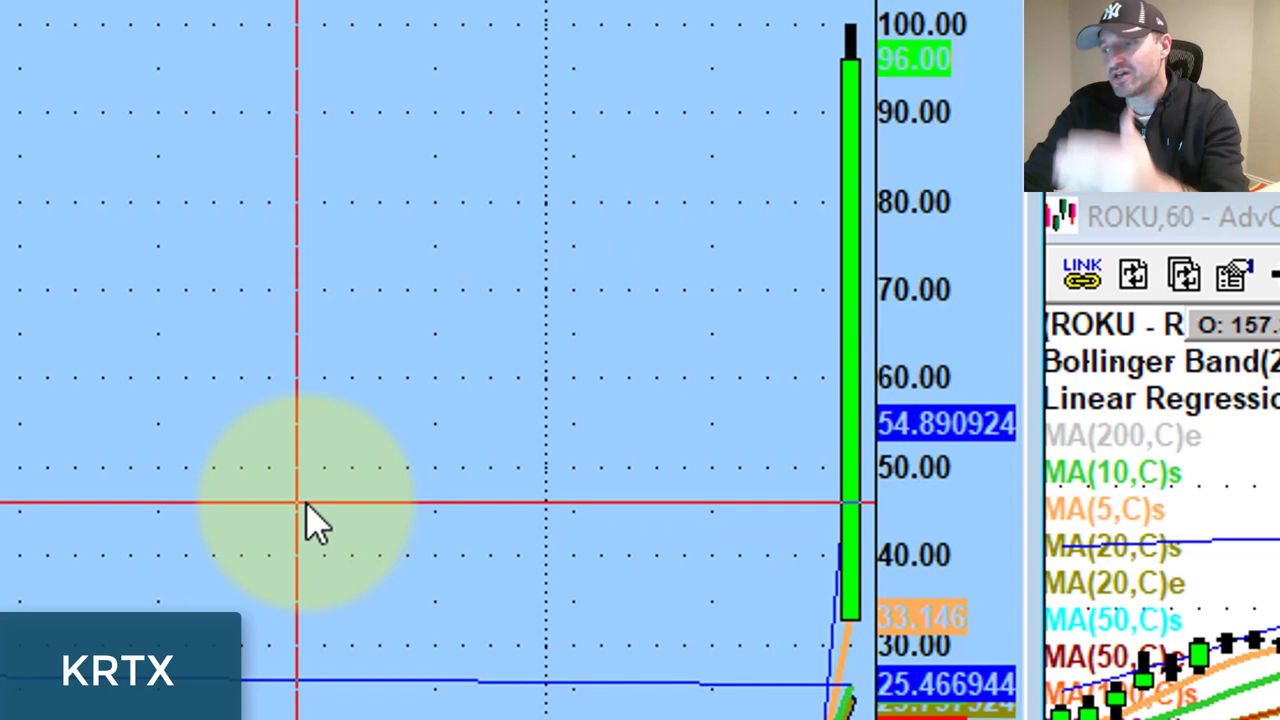 100.00
96.00
90.00
80.00
70.00
60.00
54.890924
50.00
40.00
33.146
30.00
25.466944
KRTX
ROKU,60 - AdvC
LINK
(ROKU - R O: 157.
Bollinger Band(2
Linear Regressio
MA(200,C)e
MA(10,C)s
MA(5,C)s
MA(20,C)s
MA(20,C)e
MA(50,C)s
MA(50,C)e